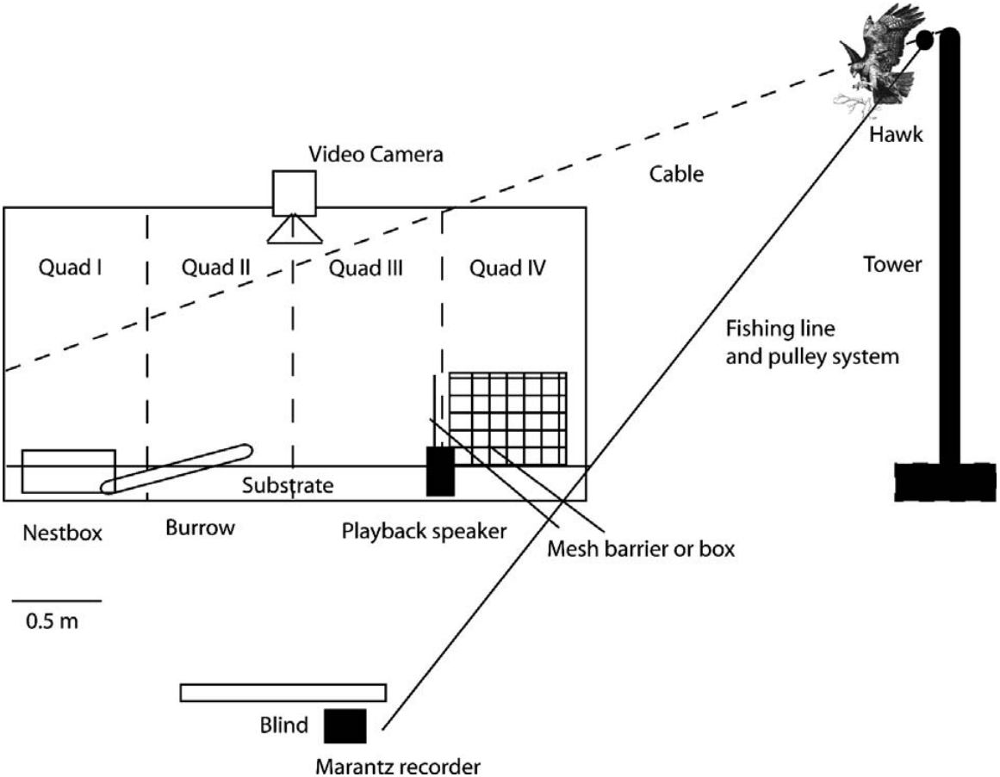 Video Camera
Hawk
Cable
Quad I
Quad II
Quad III
Quad IV
Tower
Fishing line
and pulley system
Substrate
Nestbox
Burrow
Playback speaker
Mesh barrier or box
0.5 m
Blind
Marantz recorder